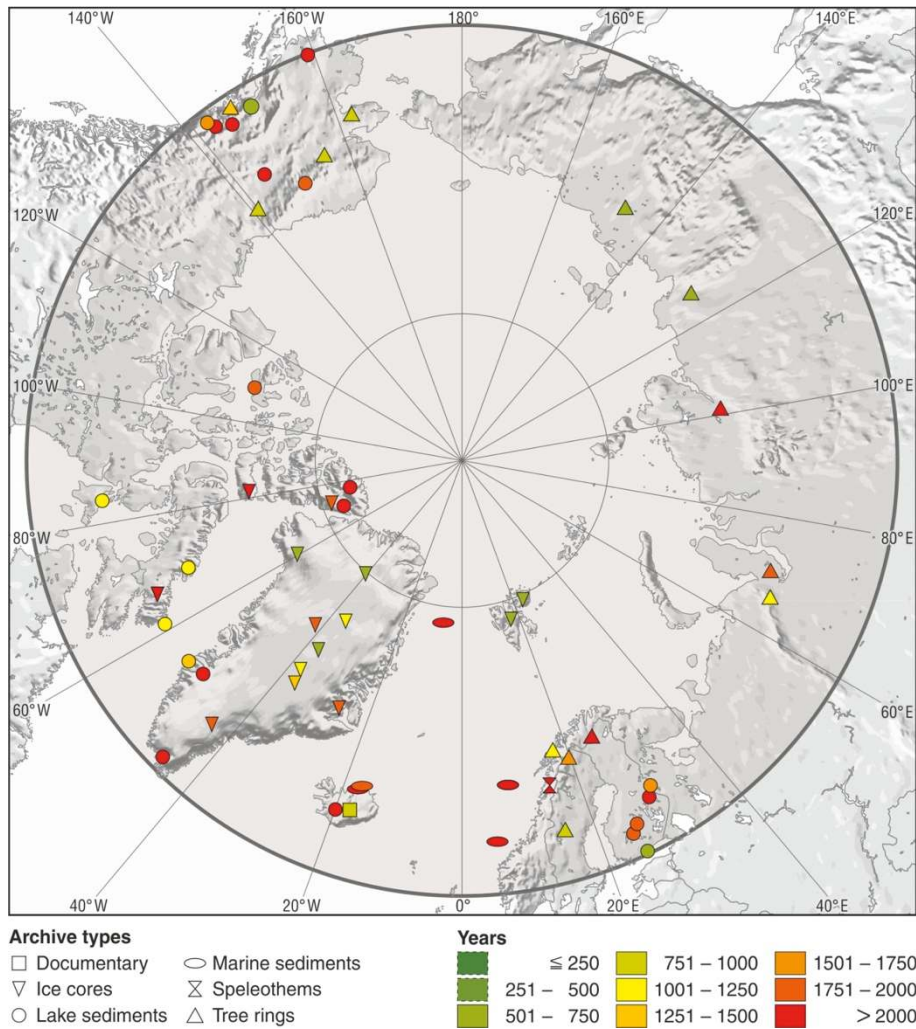 140°W 160°W 180° 160°E 140°E
120°W 120°E
100°W 100°E
80°W 80°E
60°W 60°E
40°W 20°W 0° 20°E 40°E
Archive types
□ Documentary
▽ Ice cores
○ Lake sediments
Marine sediments
Speleothems
△ Tree rings
Years
≦ 250
251 – 500
501 – 750
751 – 1000
1001 – 1250
1251 – 1500
1501 – 1750
1751 – 2000
> 2000